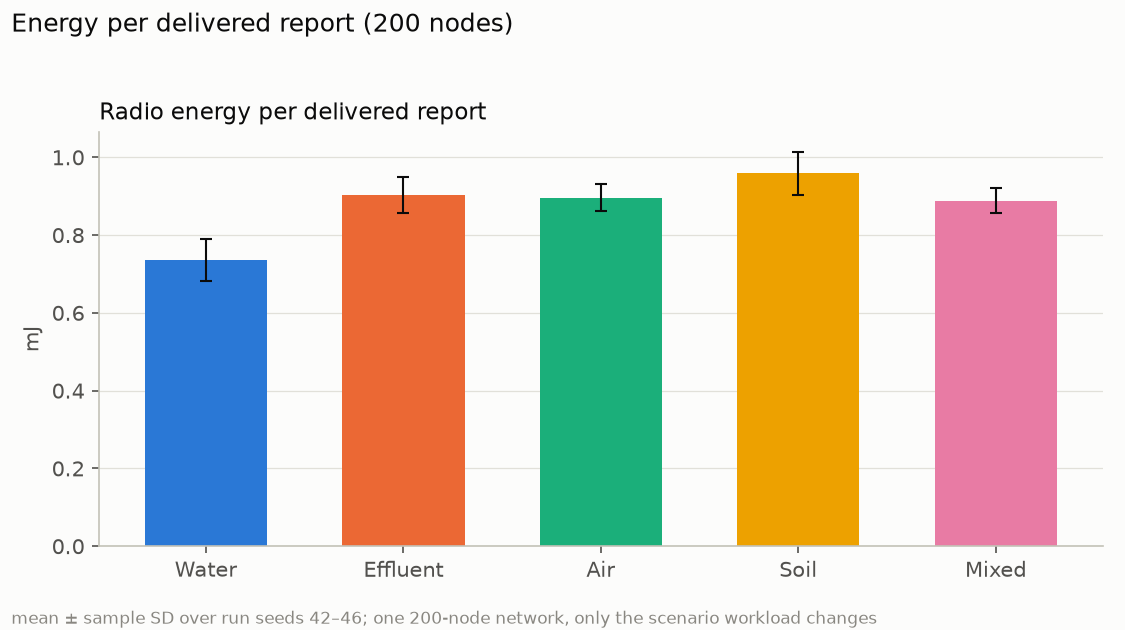 Energy per delivered report (200 nodes)
Radio energy per delivered report
mJ
1.0
0.8
0.6
0.4
0.2
0.0
Water Effluent Air Soil Mixed
mean ± sample SD over run seeds 42–46; one 200-node network, only the scenario workload changes